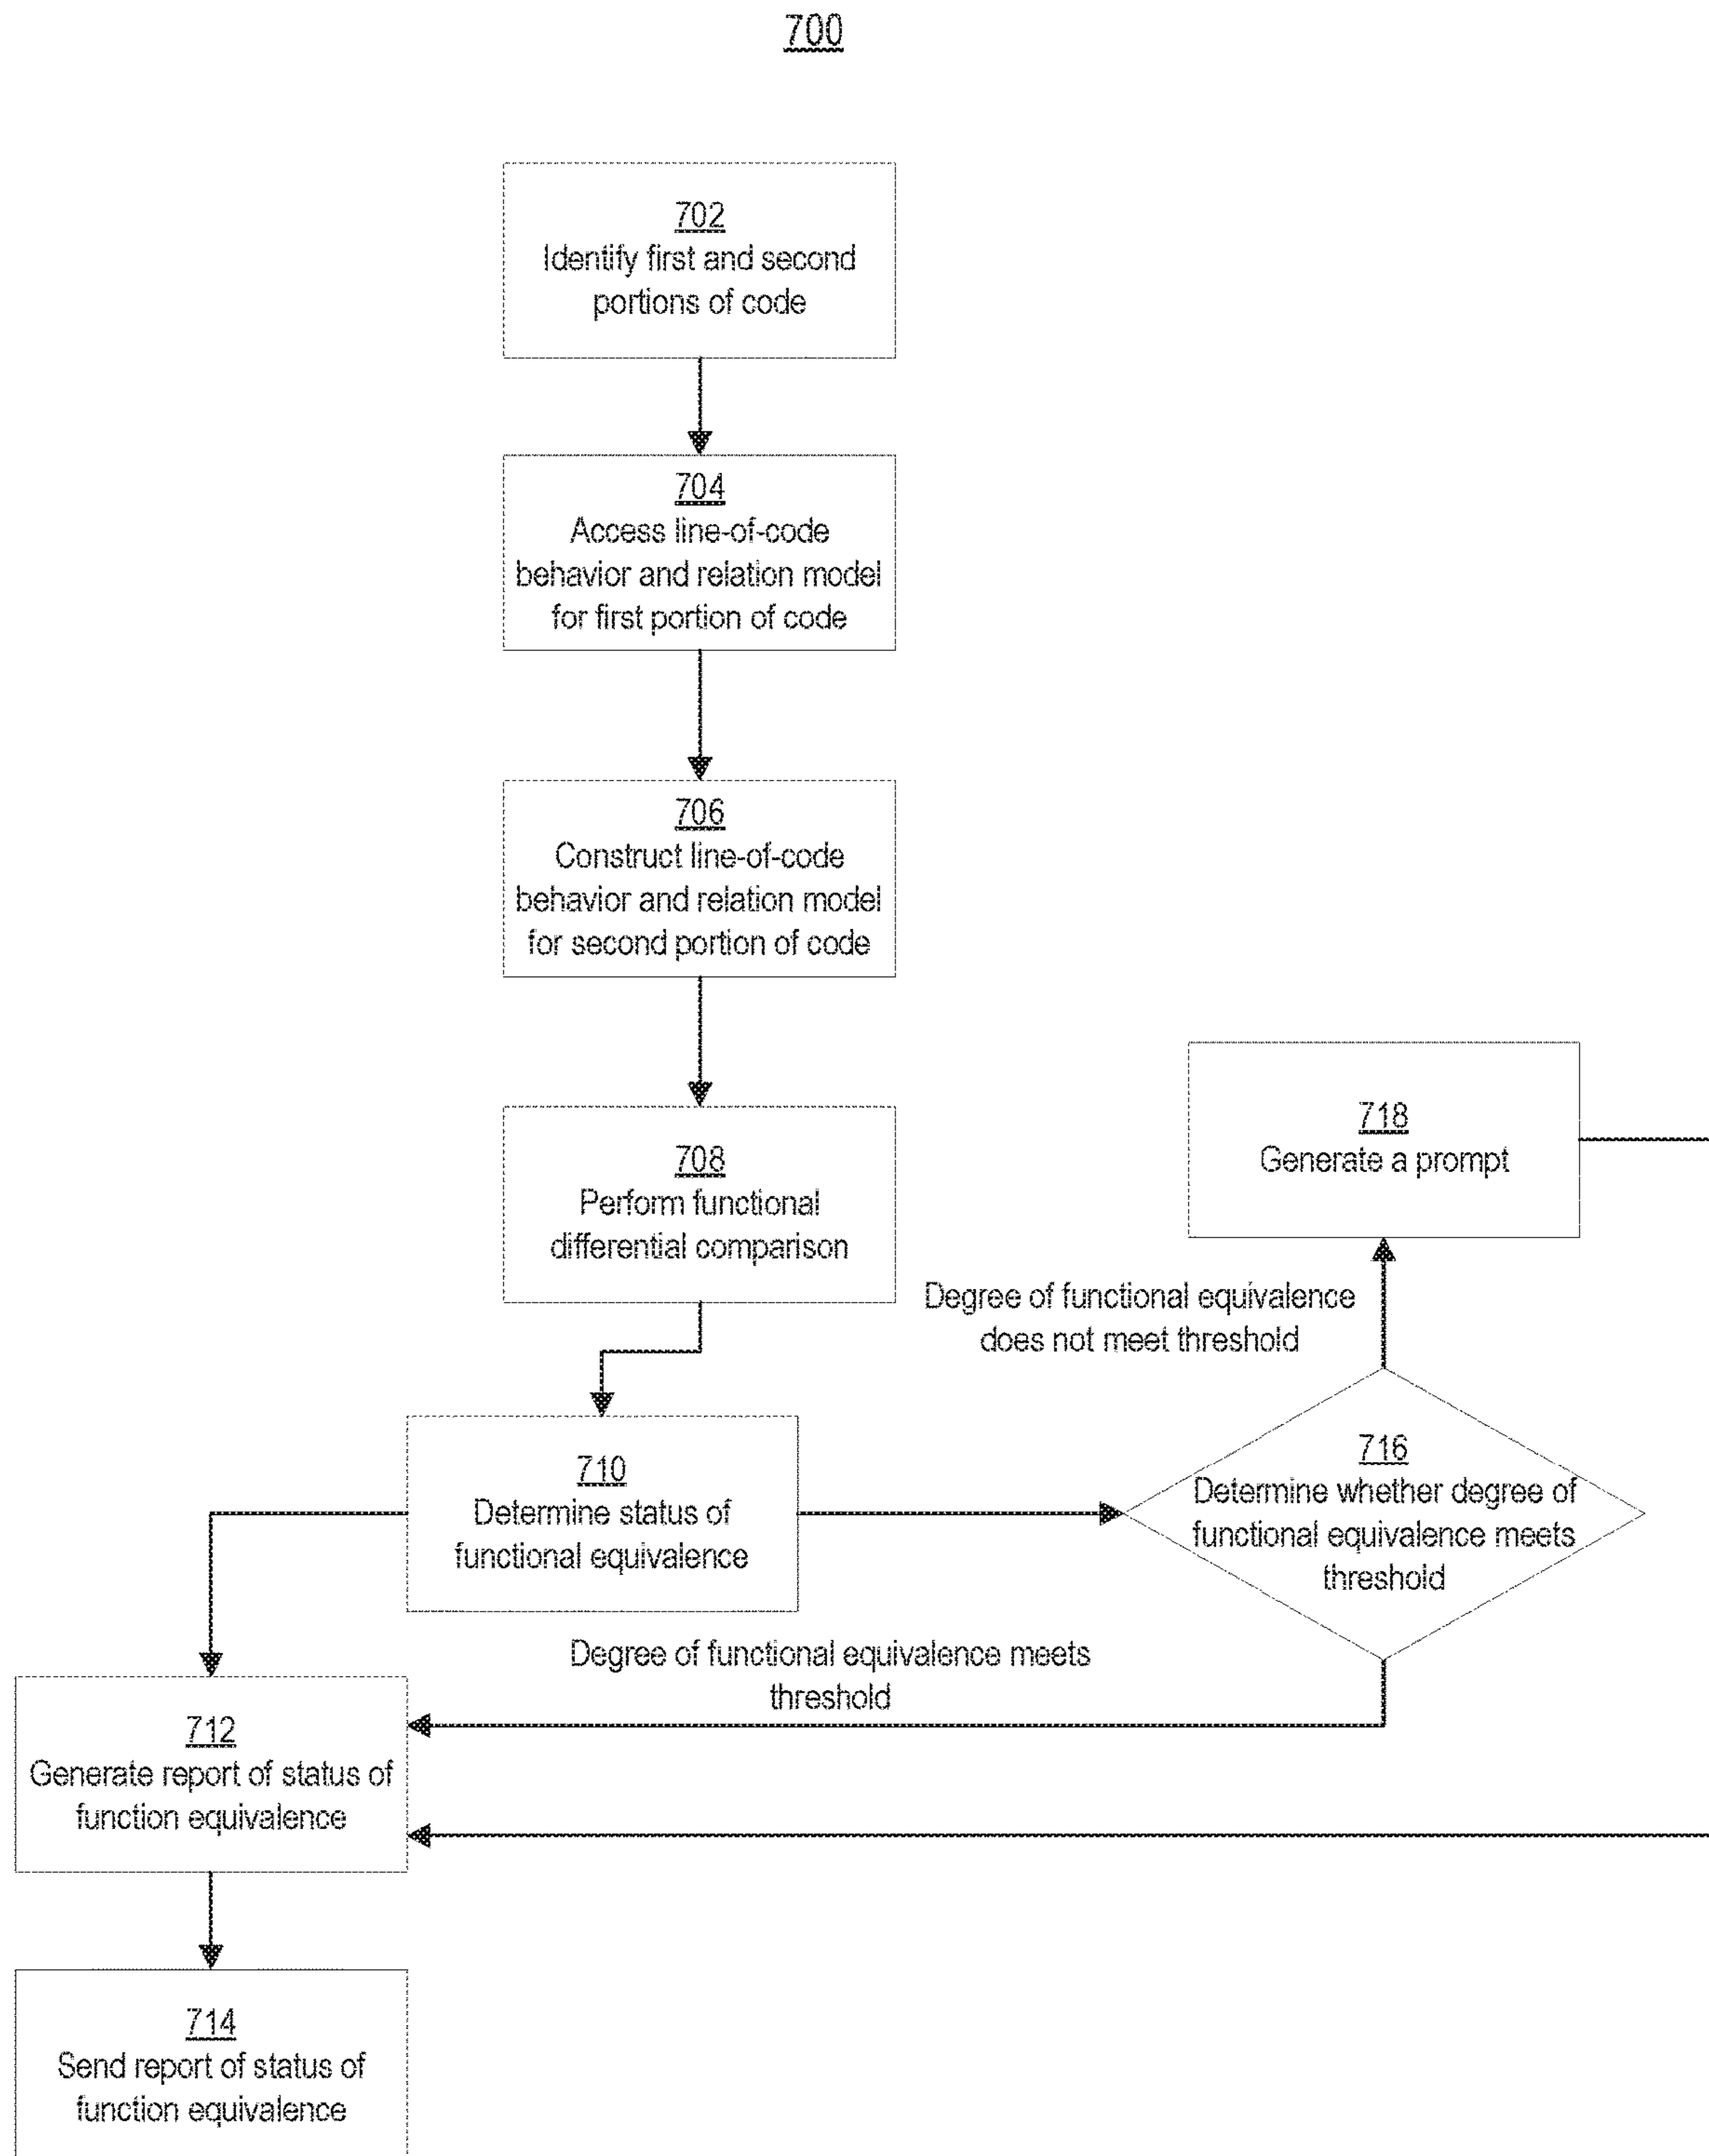 700
702
Identify first and second
portions of code
704
Access line-of-code
behavior and relation model
for first portion of code
706
Construct line-of-code
behavior and relation model
for second portion of code
708
Perform functional
differential comparison
718
Generate a prompt
Degree of functional equivalence
does not meet threshold
710
Determine status of
functional equivalence
716
Determine whether degree of
functional equivalence meets
threshold
Degree of functional equivalence meets
threshold
712
Generate report of status of
function equivalence
714
Send report of status of
function equivalence